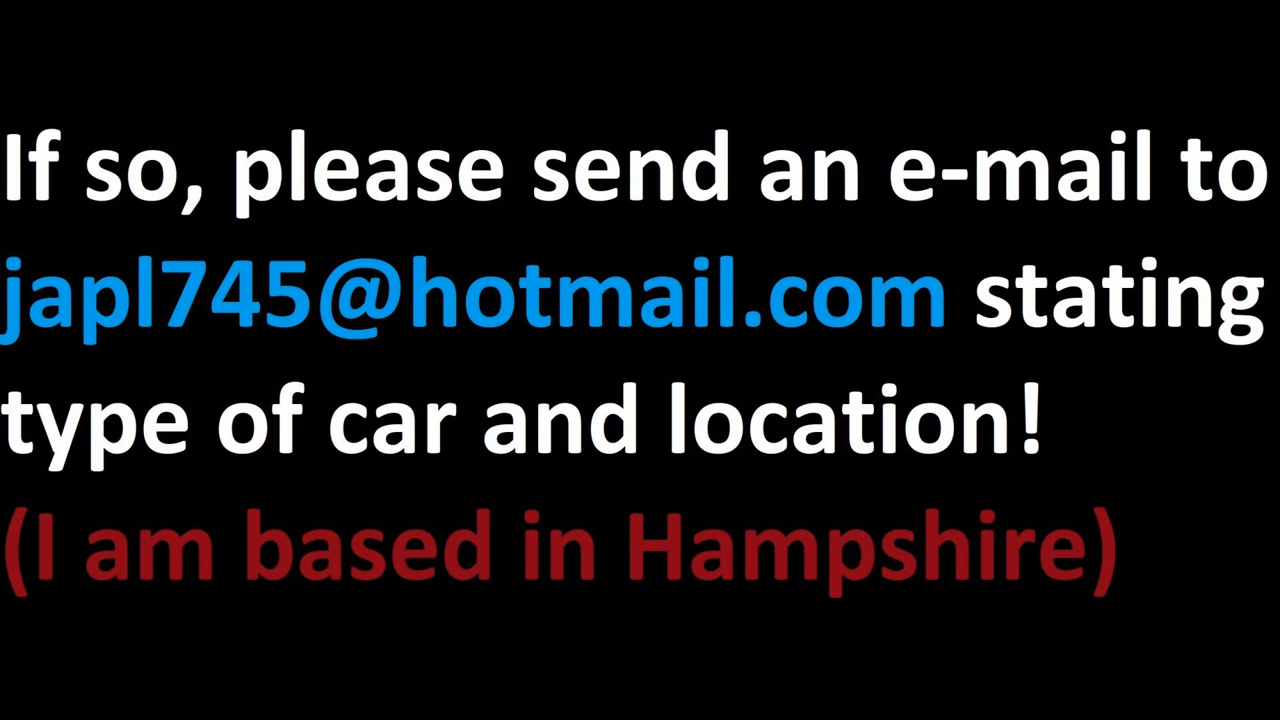 If so, please send an e-mail to
japl745@hotmail.com stating
type of car and location!
(I am based in Hampshire)